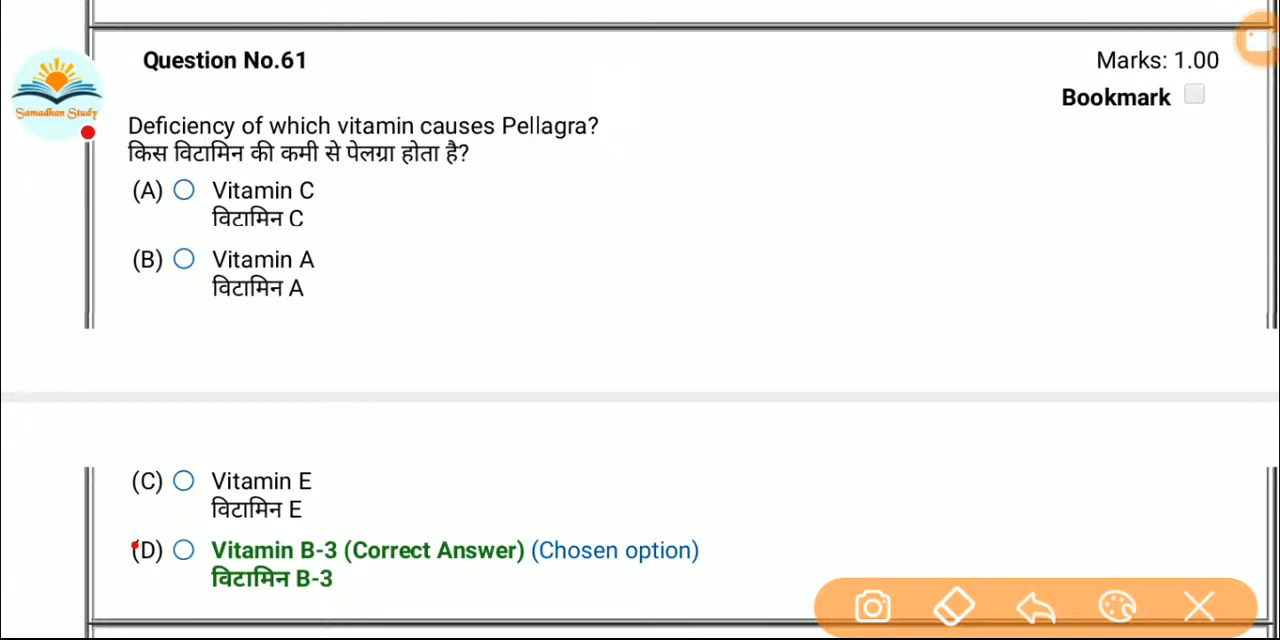 Question No.61
Marks: 1.00
Bookmark
Samadhan Study
Deficiency of which vitamin causes Pellagra?
किस विटामिन की कमी से पेलग्रा होता है?
(A) Vitamin C
विटामिन C
(B) Vitamin A
विटामिन A
(C) Vitamin E
विटामिन E
(D) Vitamin B-3 (Correct Answer) (Chosen option)
विटामिन B-3